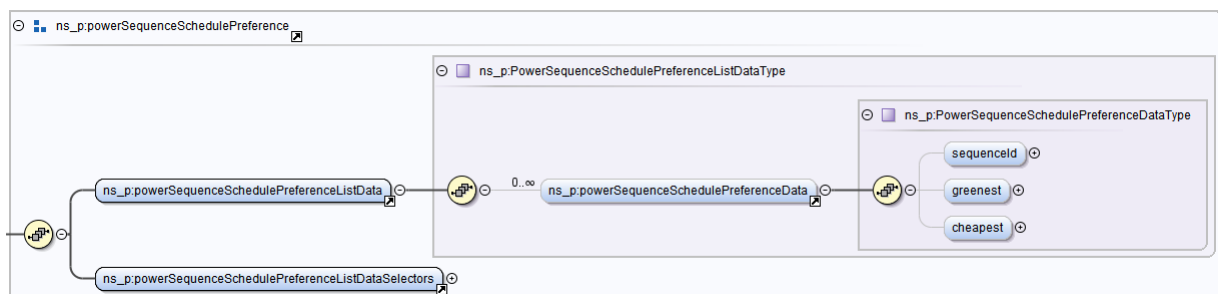 ns_p:powerSequenceSchedulePreference
ns_p:PowerSequenceSchedulePreferenceListDataType
ns_p:PowerSequenceSchedulePreferenceDataType
sequenceId
0..∞
ns_p:powerSequenceSchedulePreferenceListData
ns_p:powerSequenceSchedulePreferenceData
greenest
cheapest
ns_p:powerSequenceSchedulePreferenceListDataSelectors